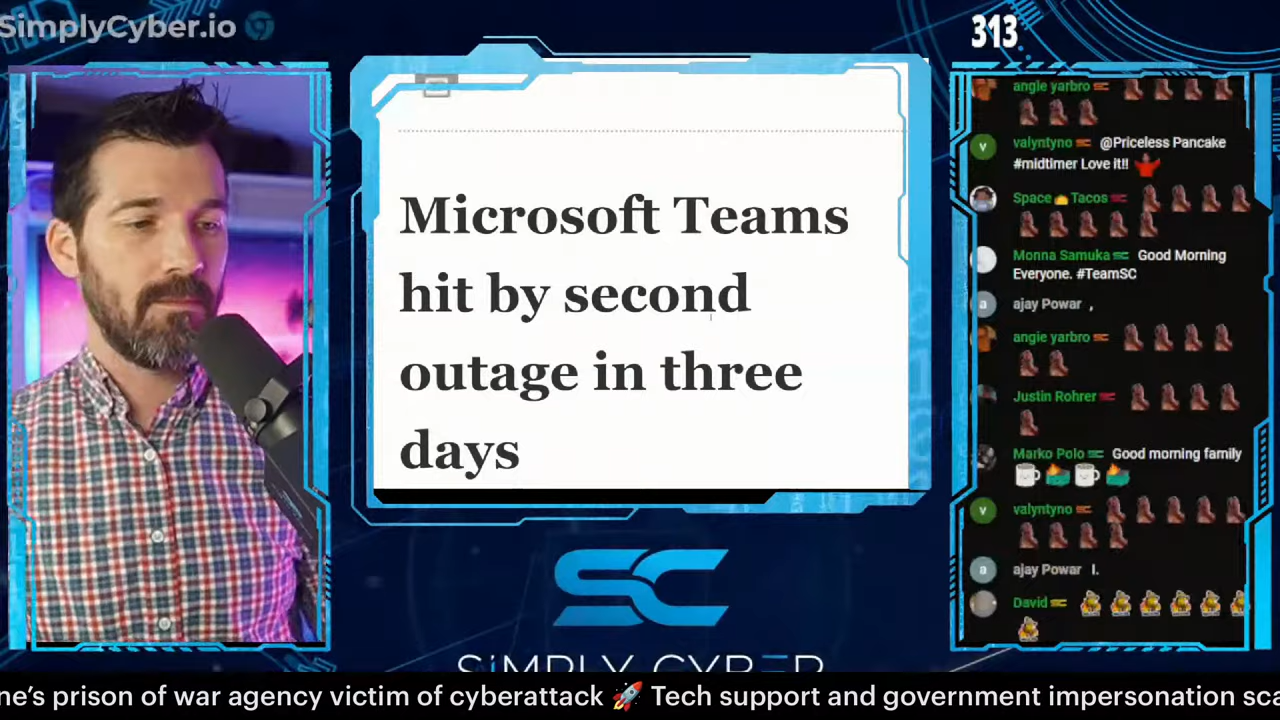 SimplyCyber.io
313
Microsoft Teams
hit by second
outage in three
days
angie yarbro
valyntyno @Priceless Pancake
#midtimer Love it!!
Space Tacos
Monna Samuka Good Morning
Everyone. #TeamSC
ajay Powar ,
angie yarbro
Justin Rohrer
Marko Polo Good morning family
valyntyno
ajay Powar I.
David
SC
SIMPLY CYBER
ne’s prison of war agency victim of cyberattack 🚀 Tech support and government impersonation sca